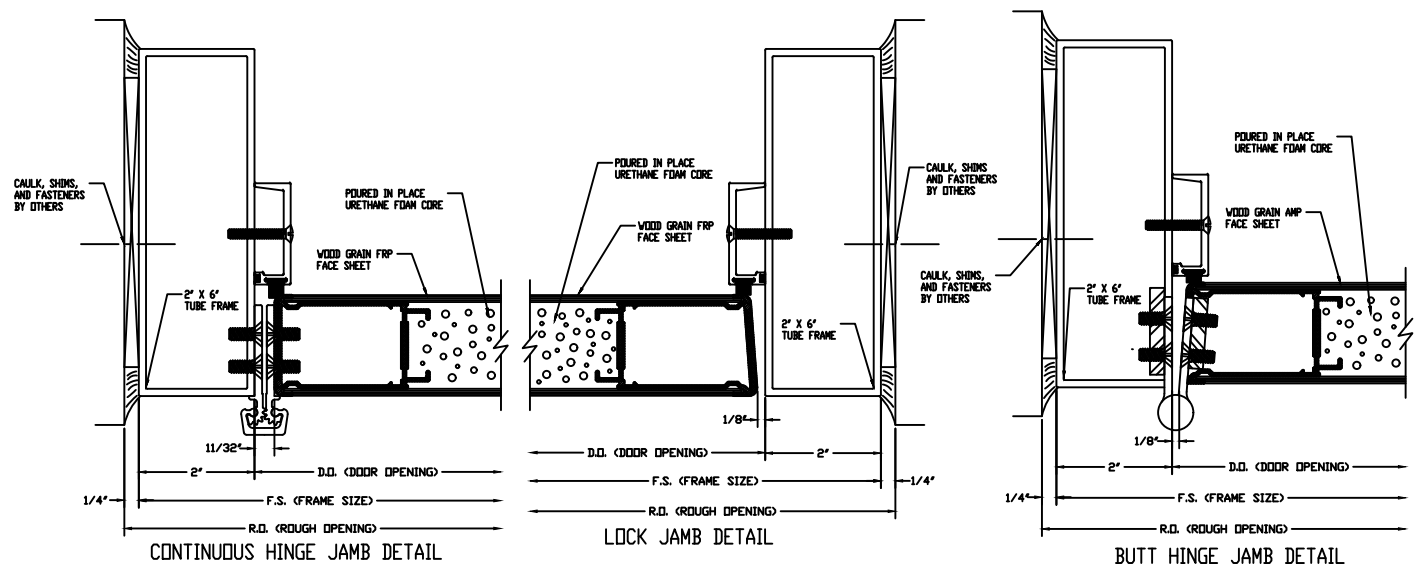 CAULK, SHIMS,
AND FASTENERS
BY OTHERS
POURED IN PLACE
URETHANE FOAM CORE
WOOD GRAIN FRP
FACE SHEET
2" X 6"
TUBE FRAME
11/32"
2"
D.O. (DOOR OPENING)
1/4"
F.S. (FRAME SIZE)
R.O. (ROUGH OPENING)
CONTINUOUS HINGE JAMB DETAIL
POURED IN PLACE
URETHANE FOAM CORE
WOOD GRAIN FRP
FACE SHEET
CAULK, SHIMS
AND FASTENERS
BY OTHERS
2" X 6"
TUBE FRAME
1/8"
D.O. (DOOR OPENING)
2"
F.S. (FRAME SIZE)
1/4"
R.O. (ROUGH OPENING)
LOCK JAMB DETAIL
POURED IN PLACE
URETHANE FOAM CORE
WOOD GRAIN AMP
FACE SHEET
CAULK, SHIMS,
AND FASTENERS
BY OTHERS
2" X 6"
TUBE FRAME
1/8"
2"
D.O. (DOOR OPENING)
1/4"
F.S. (FRAME SIZE)
R.O. (ROUGH OPENING)
BUTT HINGE JAMB DETAIL